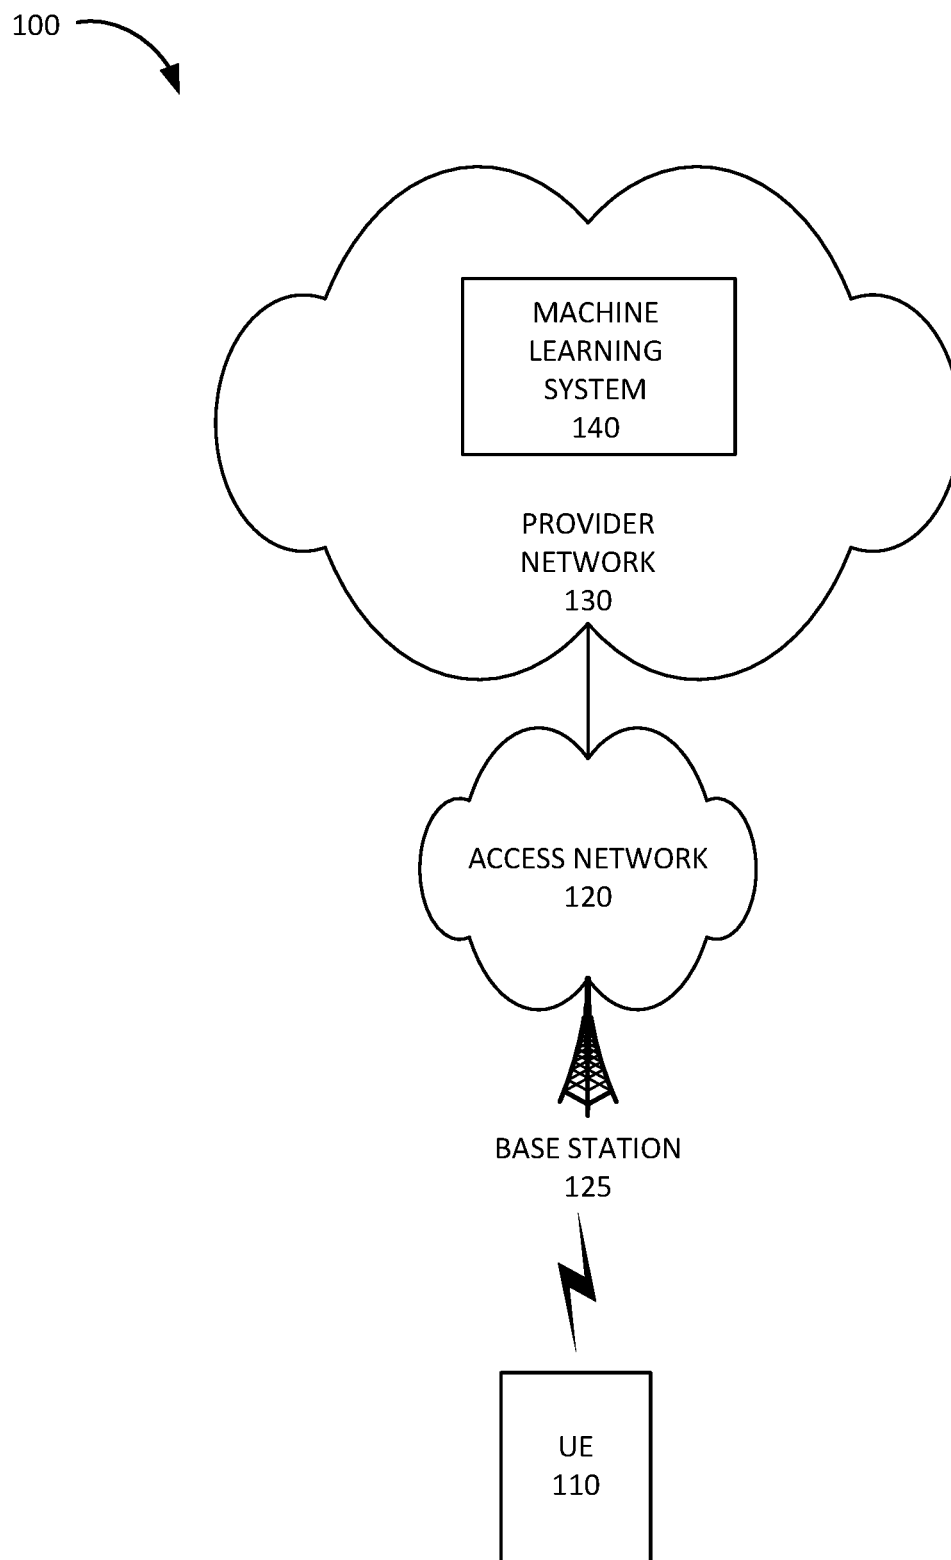 100
MACHINE
LEARNING
SYSTEM
140
PROVIDER
NETWORK
130
ACCESS NETWORK
120
BASE STATION
125
UE
110